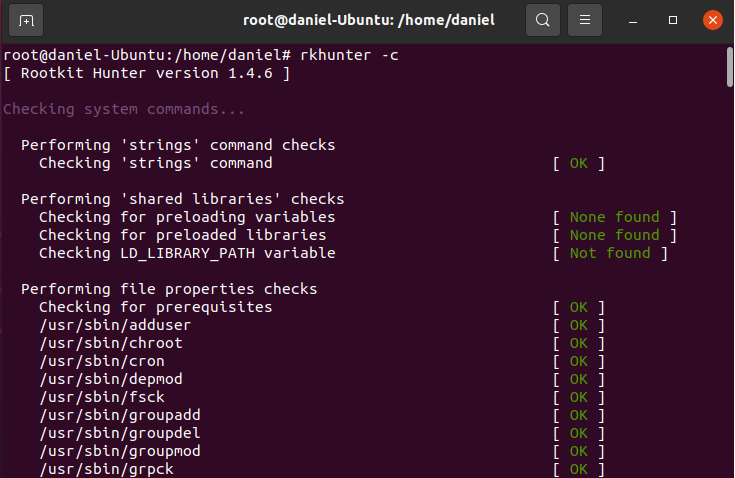 root@daniel-Ubuntu: /home/daniel
root@daniel-Ubuntu:/home/daniel# rkhunter -c
[ Rootkit Hunter version 1.4.6 ]
Checking system commands...
Performing 'strings' command checks
Checking 'strings' command [ OK ]
Performing 'shared libraries' checks
Checking for preloading variables [ None found ]
Checking for preloaded libraries [ None found ]
Checking LD_LIBRARY_PATH variable [ Not found ]
Performing file properties checks
Checking for prerequisites [ OK ]
/usr/sbin/adduser [ OK ]
/usr/sbin/chroot [ OK ]
/usr/sbin/cron [ OK ]
/usr/sbin/depmod [ OK ]
/usr/sbin/fsck [ OK ]
/usr/sbin/groupadd [ OK ]
/usr/sbin/groupdel [ OK ]
/usr/sbin/groupmod [ OK ]
/usr/sbin/grpck [ OK ]